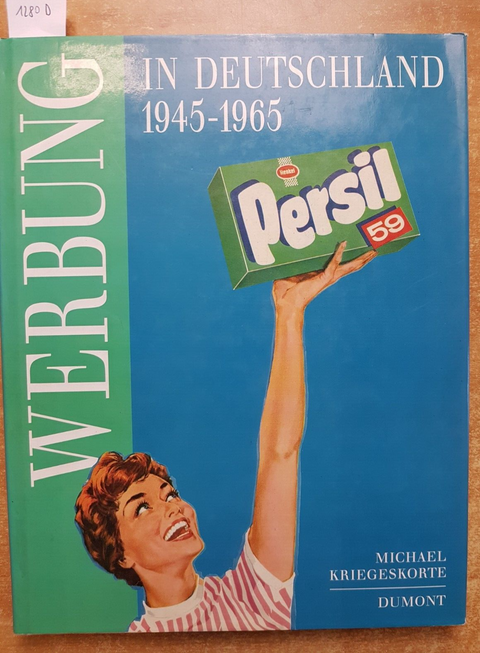 1280 D
WERBUNG
IN DEUTSCHLAND
1945-1965
Henkel
Persil
59
MICHAEL
KRIEGESKORTE
DUMONT